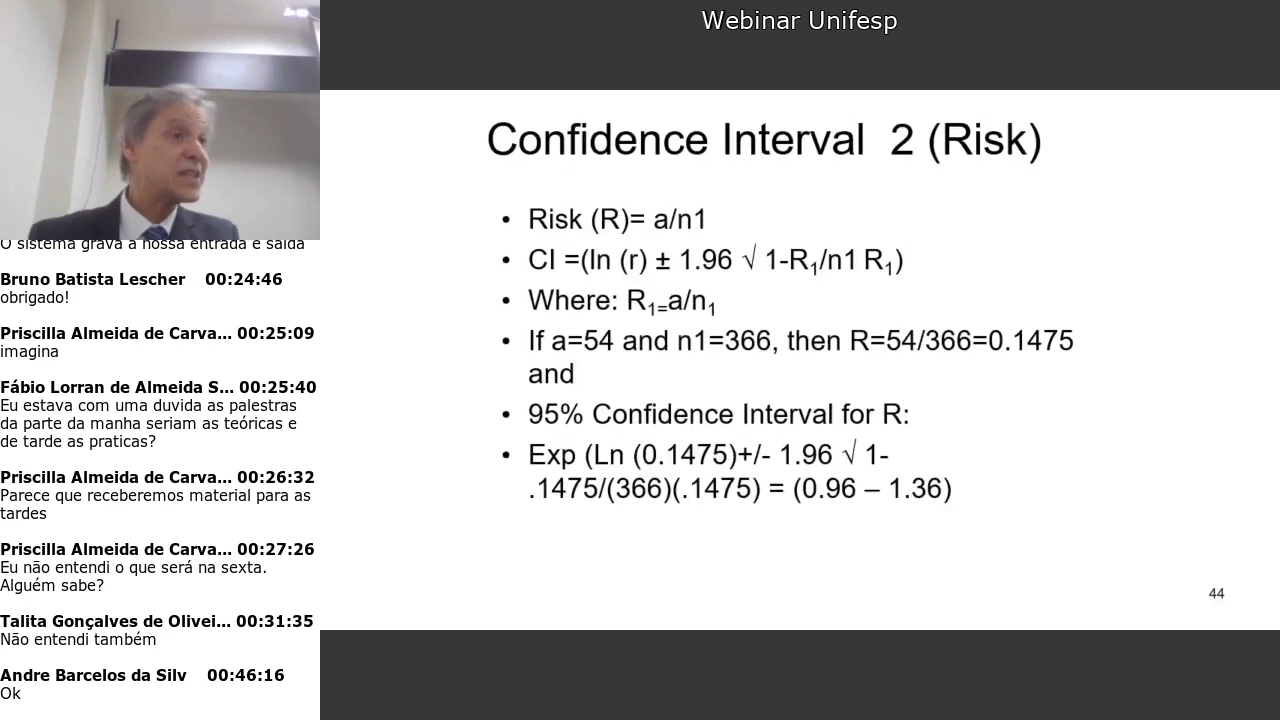 Webinar Unifesp
O sistema grava a nossa entrada e saída
Bruno Batista Lescher 00:24:46
obrigado!
Priscilla Almeida de Carva... 00:25:09
imagina
Fábio Lorran de Almeida S... 00:25:40
Eu estava com uma duvida as palestras
da parte da manha seriam as teóricas e
de tarde as praticas?
Priscilla Almeida de Carva... 00:26:32
Parece que receberemos material para as
tardes
Priscilla Almeida de Carva... 00:27:26
Eu não entendi o que será na sexta.
Alguém sabe?
Talita Gonçalves de Olivei... 00:31:35
Não entendi também
Andre Barcelos da Silv 00:46:16
Ok
Confidence Interval 2 (Risk)
• Risk (R)= a/n1
• CI =(ln (r) ± 1.96 √ 1-R₁/n1 R₁)
• Where: R₁₌a/n₁
• If a=54 and n1=366, then R=54/366=0.1475
and
• 95% Confidence Interval for R:
• Exp (Ln (0.1475)+/- 1.96 √ 1-
.1475/(366)(.1475) = (0.96 – 1.36)
44